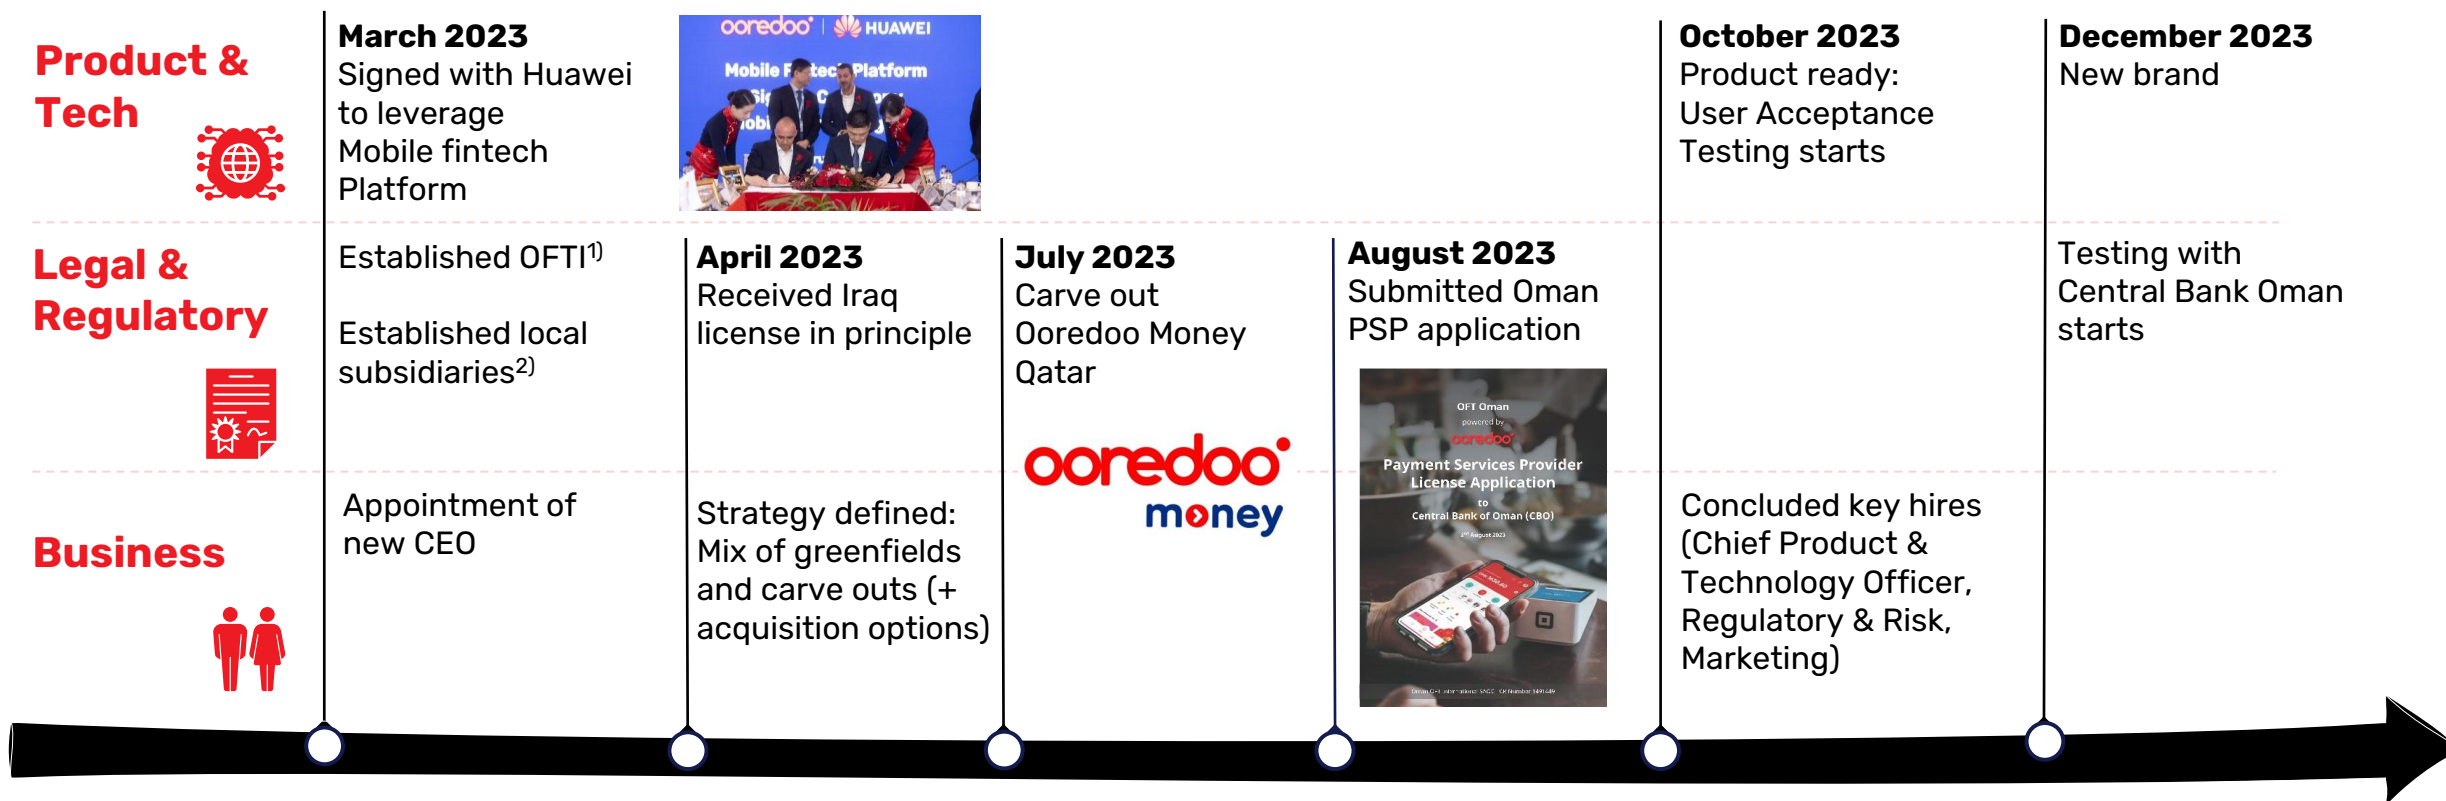 Product &
Tech
March 2023
Signed with Huawei
to leverage
Mobile fintech
Platform
ooredoo
HUAWEI
Mobile Platform
October 2023
Product ready:
User Acceptance
Testing starts
December 2023
New brand
Legal &
Regulatory
Established OFTI1)
Established local
subsidiaries2)
April 2023
Received Iraq
license in principle
July 2023
Carve out
Ooredoo Money
Qatar
ooredoo
money
August 2023
Submitted Oman
PSP application
OFT Oman
powered by
ooredoo
Payment Services Provider
License Application
to
Central Bank of Oman (CBO)
2nd August 2023
Testing with
Central Bank Oman
starts
Business
Appointment of
new CEO
Strategy defined:
Mix of greenfields
and carve outs (+
acquisition options)
Concluded key hires
(Chief Product &
Technology Officer,
Regulatory & Risk,
Marketing)